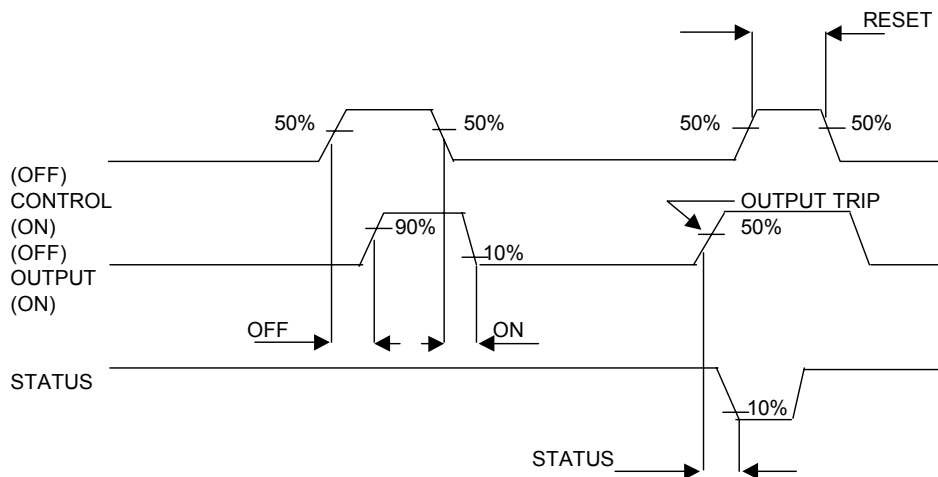 RESET
50%
50%
50%
50%
(OFF)
CONTROL
(ON)
OUTPUT TRIP
(OFF)
90%
50%
OUTPUT
10%
(ON)
OFF
ON
STATUS
10%
STATUS